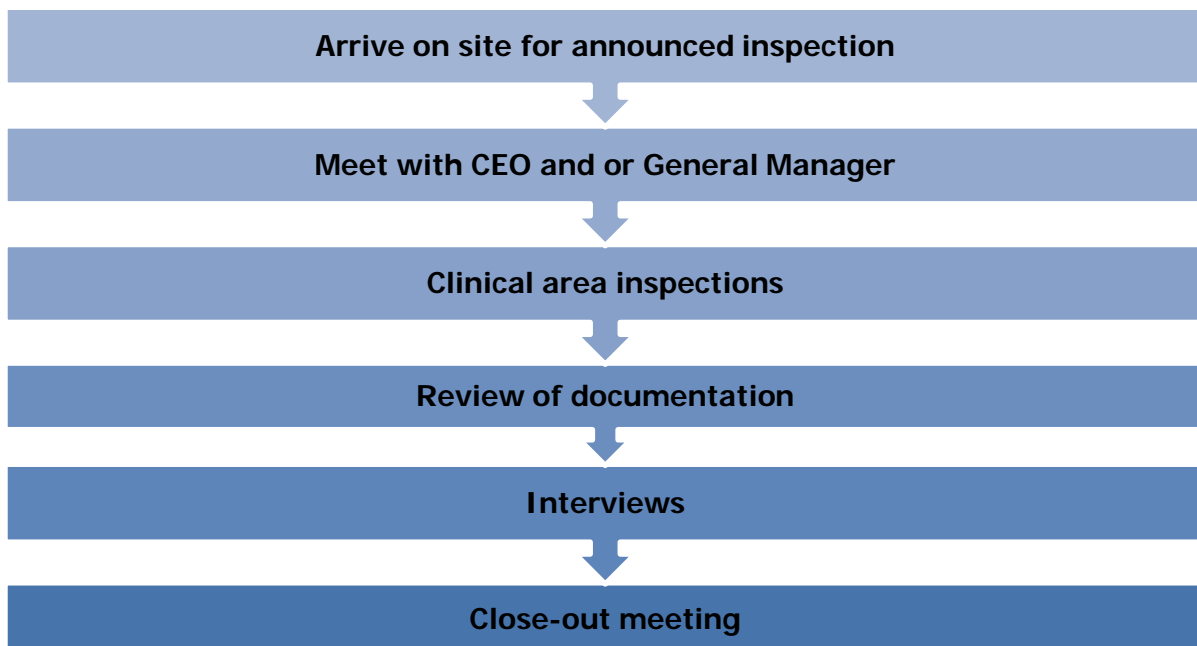 Arrive on site for announced inspection
Meet with CEO and or General Manager
Clinical area inspections
Review of documentation
Interviews
Close-out meeting